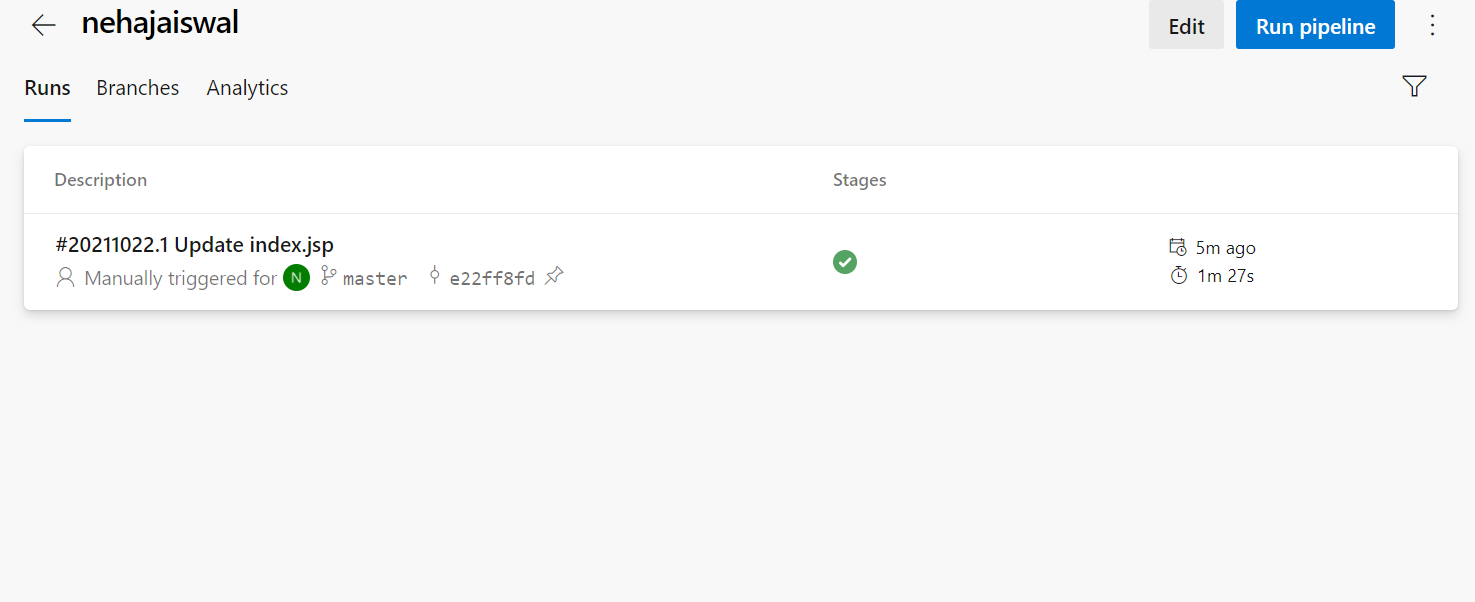 nehajaiswal
Edit
Run pipeline
Runs
Branches
Analytics
Description
Stages
#20211022.1 Update index.jsp
Manually triggered for N master e22ff8fd
5m ago
1m 27s